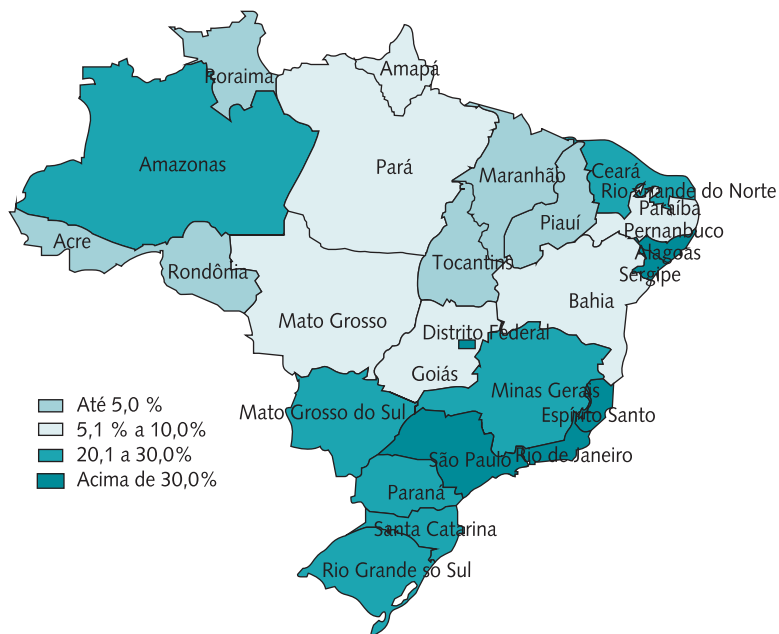 Roraima
Amapá
Amazonas
Pará
Maranhão
Ceará
Rio Grande do Norte
Paraíba
Piauí
Pernanbuco
Acre
Rondônia
Tocantins
Alagoas
Sergipe
Bahia
Mato Grosso
Distrito Federal
Goiás
Minas Gerais
Mato Grosso do Sul
Espírito Santo
São Paulo
Rio de Janeiro
Paraná
Santa Catarina
Rio Grande so Sul
Até 5,0 %
5,1 % a 10,0%
20,1 a 30,0%
Acima de 30,0%